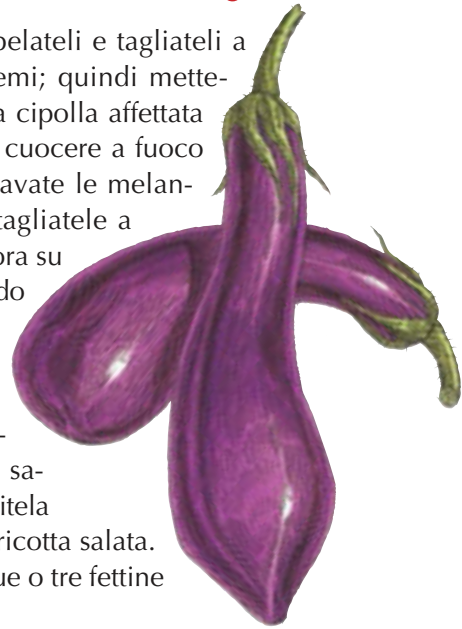 pelateli e tagliateli a
emi; quindi mette-
a cipolla affettata
cuocere a fuoco
avate le melan-
tagliatele a
ora su
do
-
sa-
itela
ricotta salata.
ue o tre fettine